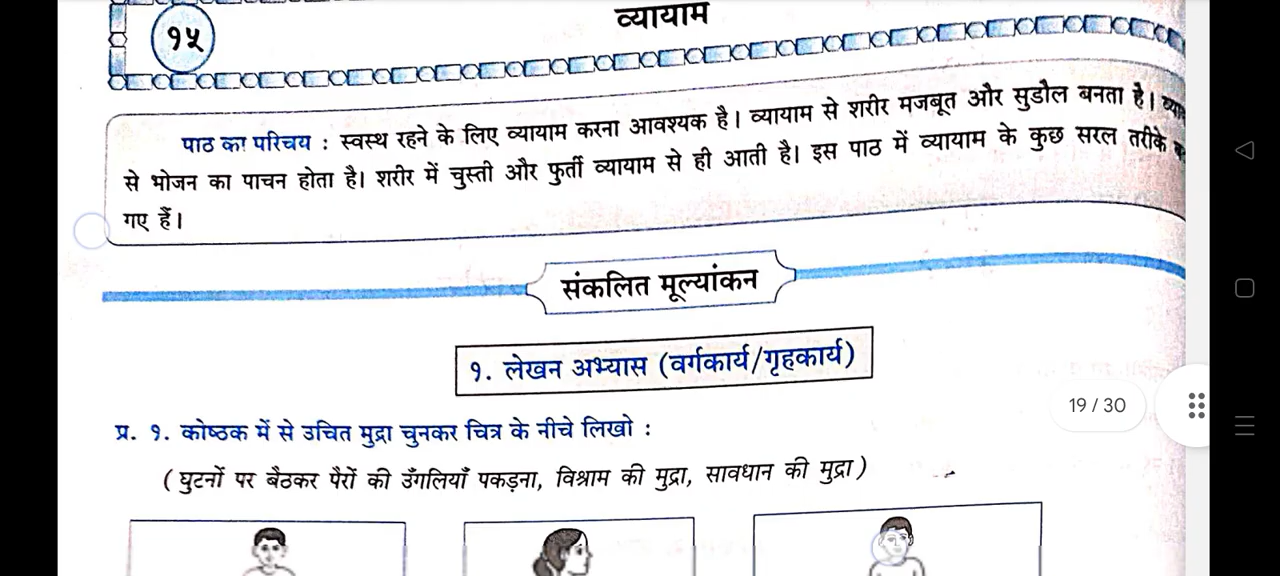 १५
व्यायाम
पाठ का परिचय : स्वस्थ रहने के लिए व्यायाम करना आवश्यक है। व्यायाम से शरीर मजबूत और सुडौल बनता है।
से भोजन का पाचन होता है। शरीर में चुस्ती और फुर्ती व्यायाम से ही आती है। इस पाठ में व्यायाम के कुछ सरल तरीके
गए हैं।
संकलित मूल्यांकन
१. लेखन अभ्यास (वर्गकार्य/गृहकार्य)
19 / 30
प्र. १. कोष्ठक में से उचित मुद्रा चुनकर चित्र के नीचे लिखो :
(घुटनों पर बैठकर पैरों की उँगलियाँ पकड़ना, विश्राम की मुद्रा, सावधान की मुद्रा)